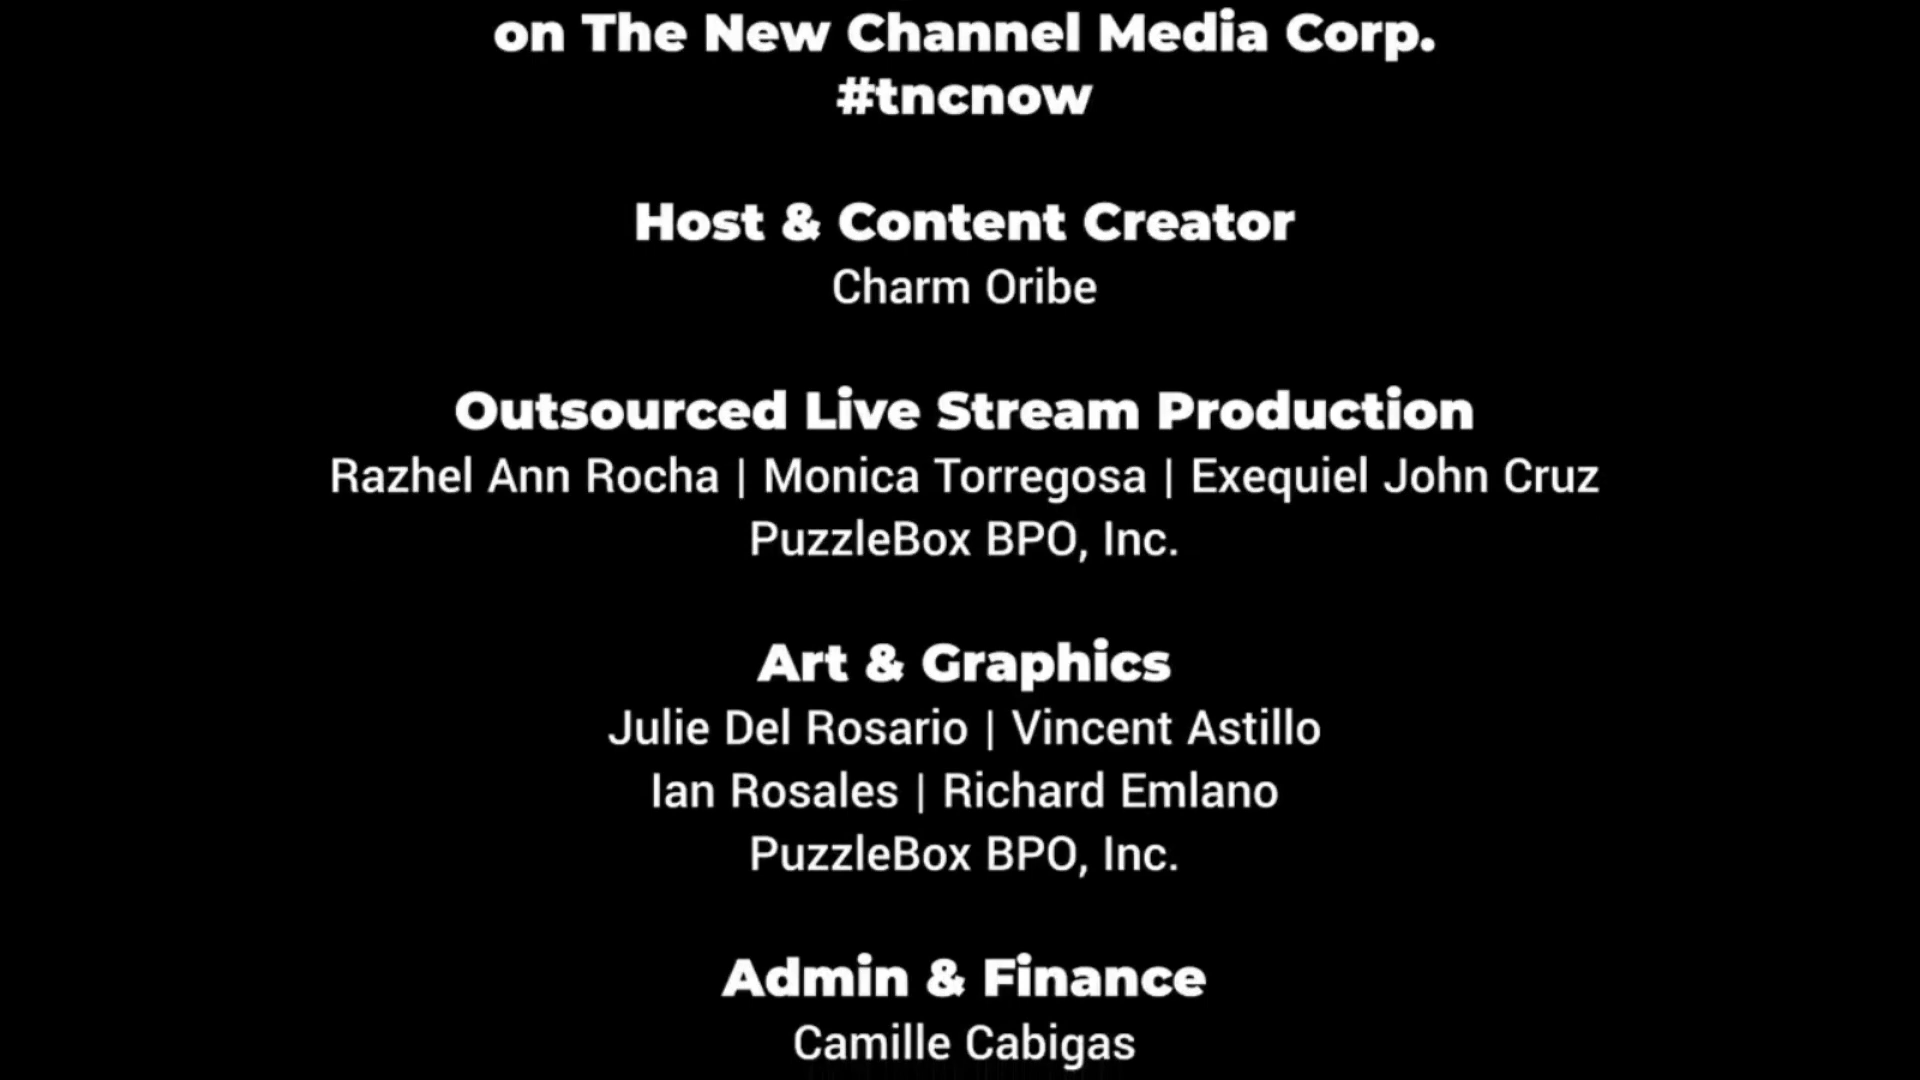 on The New Channel Media Corp.
#tncnow
Host & Content Creator
Charm Oribe
Outsourced Live Stream Production
Razhel Ann Rocha | Monica Torregosa | Exequiel John Cruz
PuzzleBox BPO, Inc.
Art & Graphics
Julie Del Rosario | Vincent Astillo
Ian Rosales | Richard Emlano
PuzzleBox BPO, Inc.
Admin & Finance
Camille Cabigas